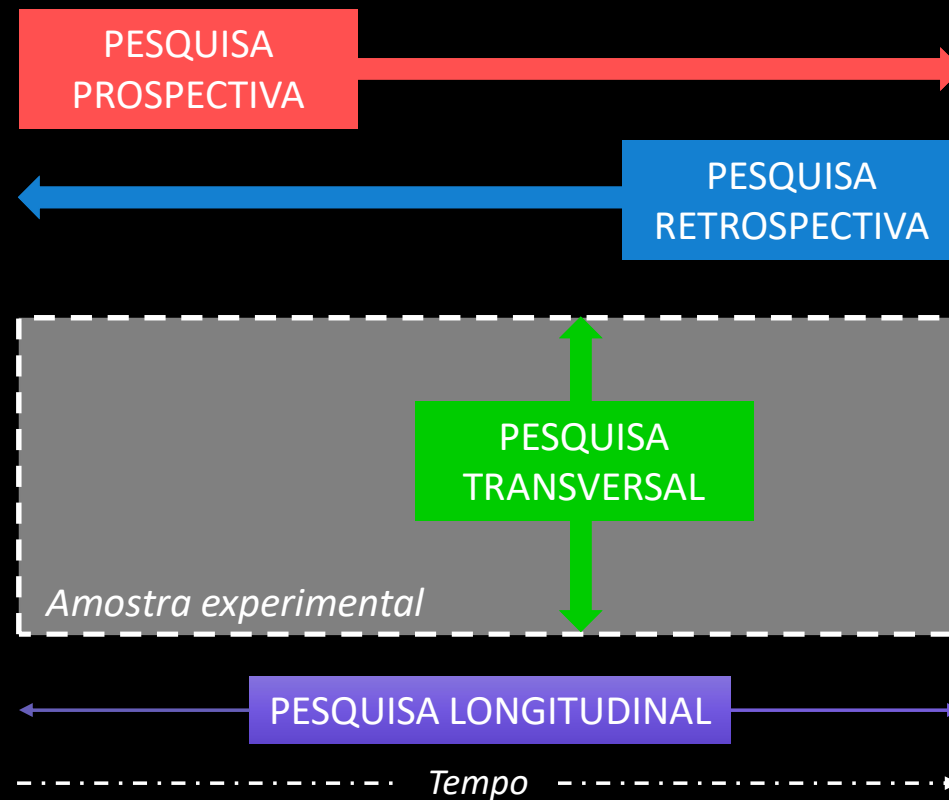 PESQUISA
PROSPECTIVA
PESQUISA
RETROSPECTIVA
PESQUISA
TRANSVERSAL
Amostra experimental
PESQUISA LONGITUDINAL
Tempo